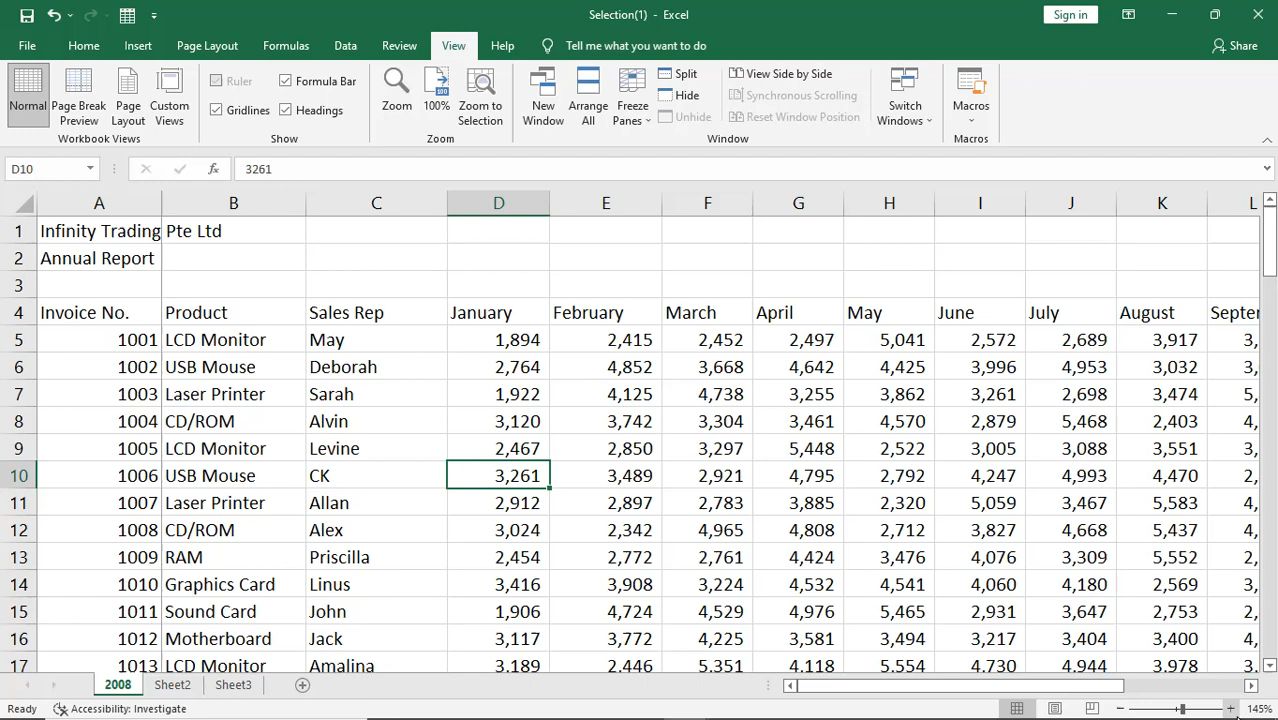 Selection(1) - Excel
Sign in
File Home Insert Page Layout Formulas Data Review View Help Tell me what you want to do Share
Normal Page Break Preview Page Layout Custom Views
Workbook Views
Ruler Formula Bar
Gridlines Headings
Show
Zoom 100% Zoom to Selection
Zoom
New Window Arrange All Freeze Panes
Split View Side by Side
Hide Synchronous Scrolling
Unhide Reset Window Position
Switch Windows
Window
Macros
Macros
D10 fx 3261
A B C D E F G H I J K L
1 Infinity Trading Pte Ltd
2 Annual Report
3
4 Invoice No. Product Sales Rep January February March April May June July August Septer
5 1001 LCD Monitor May 1,894 2,415 2,452 2,497 5,041 2,572 2,689 3,917 3,
6 1002 USB Mouse Deborah 2,764 4,852 3,668 4,642 4,425 3,996 4,953 3,032 3,
7 1003 Laser Printer Sarah 1,922 4,125 4,738 3,255 3,862 3,261 2,698 3,474 5,
8 1004 CD/ROM Alvin 3,120 3,742 3,304 3,461 4,570 2,879 5,468 2,403 4,
9 1005 LCD Monitor Levine 2,467 2,850 3,297 5,448 2,522 3,005 3,088 3,551 3,
10 1006 USB Mouse CK 3,261 3,489 2,921 4,795 2,792 4,247 4,993 4,470 2,
11 1007 Laser Printer Allan 2,912 2,897 2,783 3,885 2,320 5,059 3,467 5,583 4,
12 1008 CD/ROM Alex 3,024 2,342 4,965 4,808 2,712 3,827 4,668 5,437 4,
13 1009 RAM Priscilla 2,454 2,772 2,761 4,424 3,476 4,076 3,309 5,552 2,
14 1010 Graphics Card Linus 3,416 3,908 3,224 4,532 4,541 4,060 4,180 2,569 3,
15 1011 Sound Card John 1,906 4,724 4,529 4,976 5,465 2,931 3,647 2,753 3,
16 1012 Motherboard Jack 3,117 3,772 4,225 3,581 3,494 3,217 3,404 3,400 4,
17 1013 LCD Monitor Amalina 3,189 2,446 5,351 4,118 5,554 4,730 4,944 3,978 3,
2008 Sheet2 Sheet3
Ready Accessibility: Investigate 145%